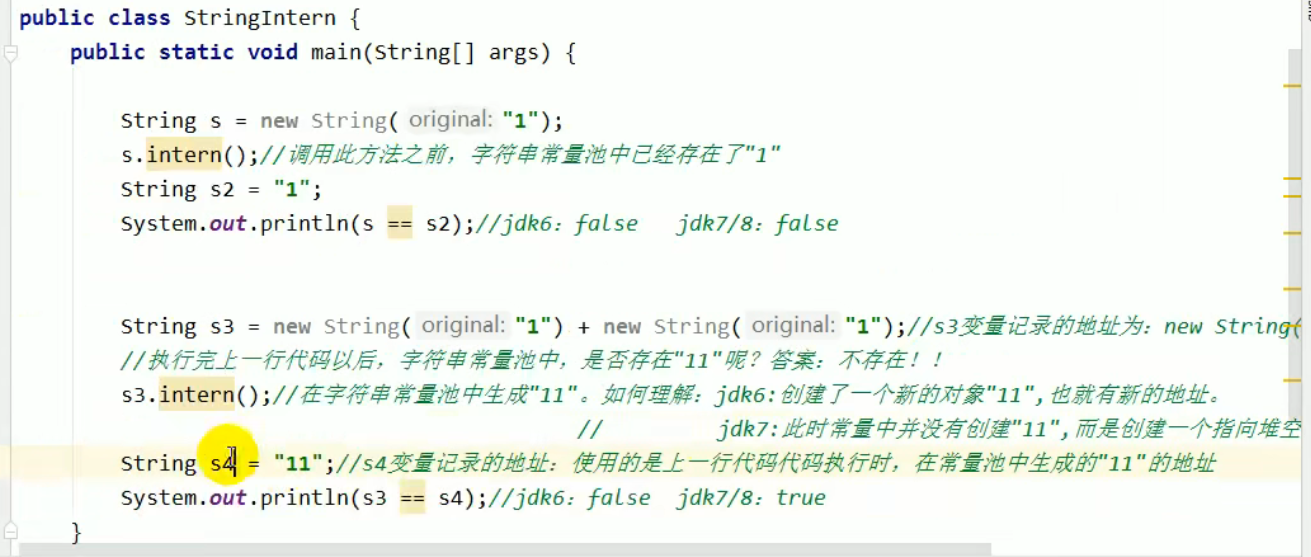 public class StringIntern {
public static void main(String[] args) {
String s = new String( original: "1");
s.intern();//调用此方法之前，字符串常量池中已经存在了"1"
String s2 = "1";
System.out.println(s == s2);//jdk6：false jdk7/8：false
String s3 = new String( original: "1") + new String( original: "1");//s3变量记录的地址为：new String(
//执行完上一行代码以后，字符串常量池中，是否存在"11"呢？答案：不存在！！
s3.intern();//在字符串常量池中生成"11"。如何理解：jdk6:创建了一个新的对象"11",也就有新的地址。
// jdk7:此时常量中并没有创建"11",而是创建一个指向堆空
String s4 = "11";//s4变量记录的地址：使用的是上一行代码代码执行时，在常量池中生成的"11"的地址
System.out.println(s3 == s4);//jdk6：false jdk7/8：true
}